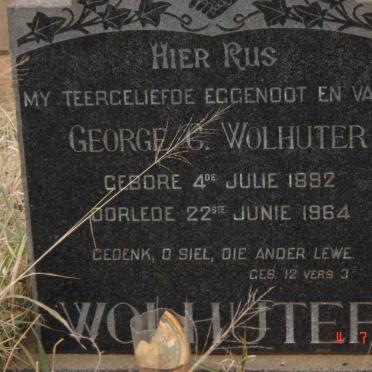 HIER RUS
MY TEERGELIEFDE EGGENOOT EN VA
GEORGE C. WOLHUTER
GEBORE 4DE JULIE 1892
OORLEDE 22STE JUNIE 1964
GEDENK, O SIEL, DIE ANDER LEWE.
GES. 12 VERS 3
WOLHUTER